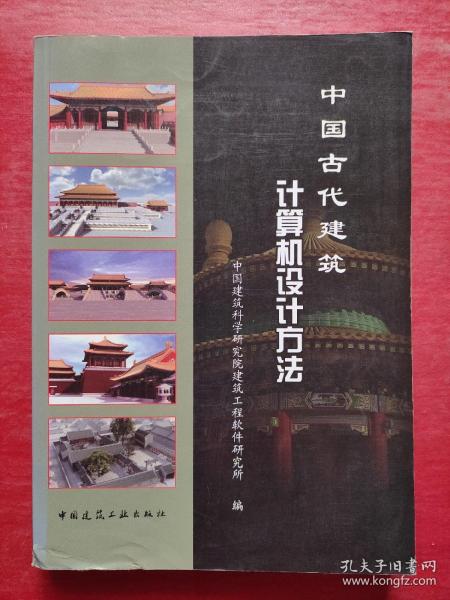 中国古代建筑
计算机设计方法
中国建筑科学研究院建筑工程软件研究所 编
中国建筑工业出版社
孔夫子旧书网
www.kongfz.com